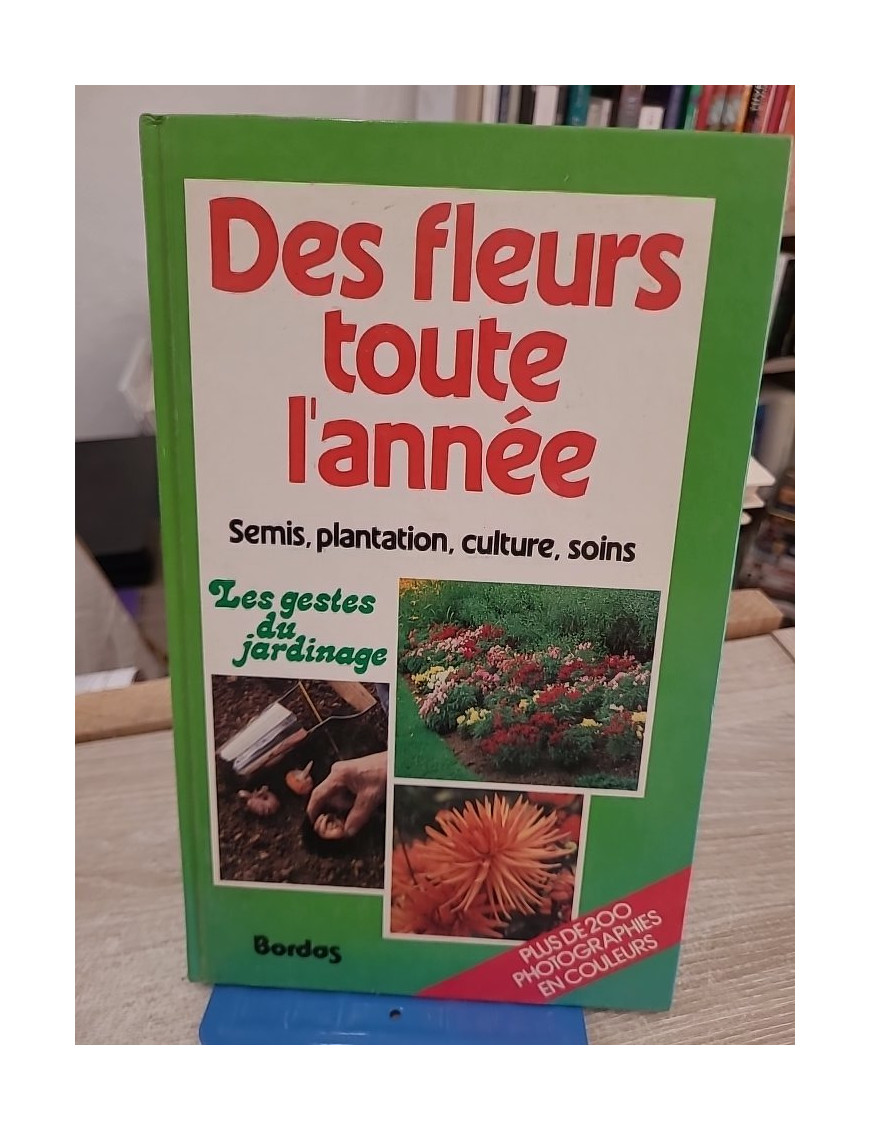 Des fleurs
toute
l'année
Semis, plantation, culture, soins
Les gestes
du
jardinage
Bordas
PLUS DE 200
PHOTOGRAPHIES
EN COULEURS